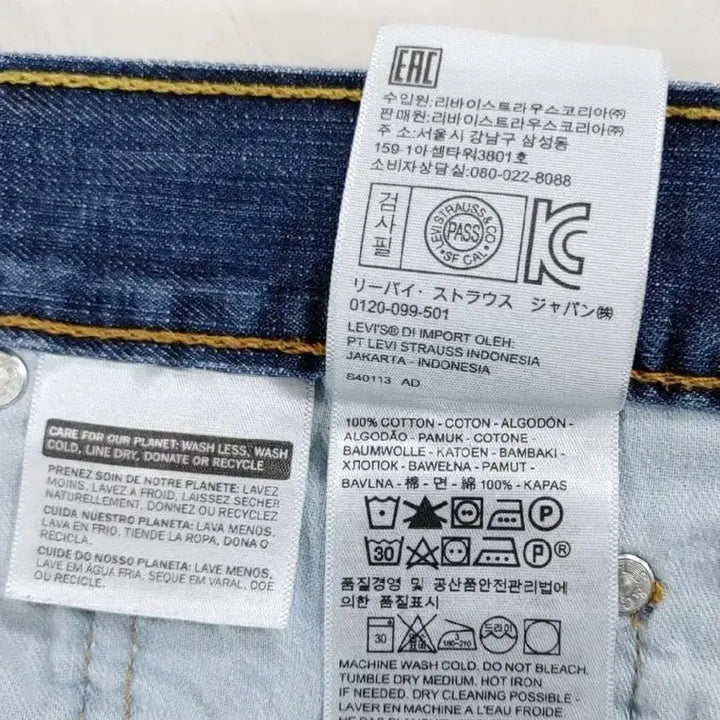 EAC
수입원:리바이스트라우스코리아㈜
판매원:리바이스트라우스코리아㈜
주 소:서울시 강남구 삼성동
159-1아셈타워3801호
소비자상담실:080-022-8088
검사필
LEVI STRAUSS & CO
PASS
SF CAL
KC
リーバイ・ストラウス ジャパン㈱
0120-099-501
LEVI'S® DI IMPORT OLEH:
PT LEVI STRAUSS INDONESIA
JAKARTA - INDONESIA
S40113 AD
CARE FOR OUR PLANET: WASH LESS, WASH
COLD, LINE DRY, DONATE OR RECYCLE
PRENEZ SOIN DE NOTRE PLANETE: LAVEZ
MOINS, LAVEZ A FROID, LAISSEZ SECHER
NATURELLEMENT, DONNEZ OU RECYCLEZ
CUIDA NUESTRO PLANETA: LAVA MENOS,
LAVA EN FRIO, TIENDE LA ROPA, DONA O
RECICLA.
CUIDE DO NOSSO PLANETA: LAVE MENOS,
LAVE EM AGUA FRIA, SEQUE EM VARAL, DOE
OU RECICLE.
100% COTTON - COTON - ALGODÓN -
ALGODÃO - PAMUK - COTONE -
BAUMWOLLE - KATOEN - BAMBAKI -
ХЛОПОК - BAWEŁNA - PAMUT -
BAVLNA - 棉 - 면 - 綿 100% - KAPAS
P
30 P ®
품질경영 및 공산품안전관리법에
의한 품질표시
30 3 180-210 드라이
MACHINE WASH COLD. DO NOT BLEACH.
TUMBLE DRY MEDIUM. HOT IRON
IF NEEDED. DRY CLEANING POSSIBLE -
LAVER EN MACHINE A L'EAU FROIDE